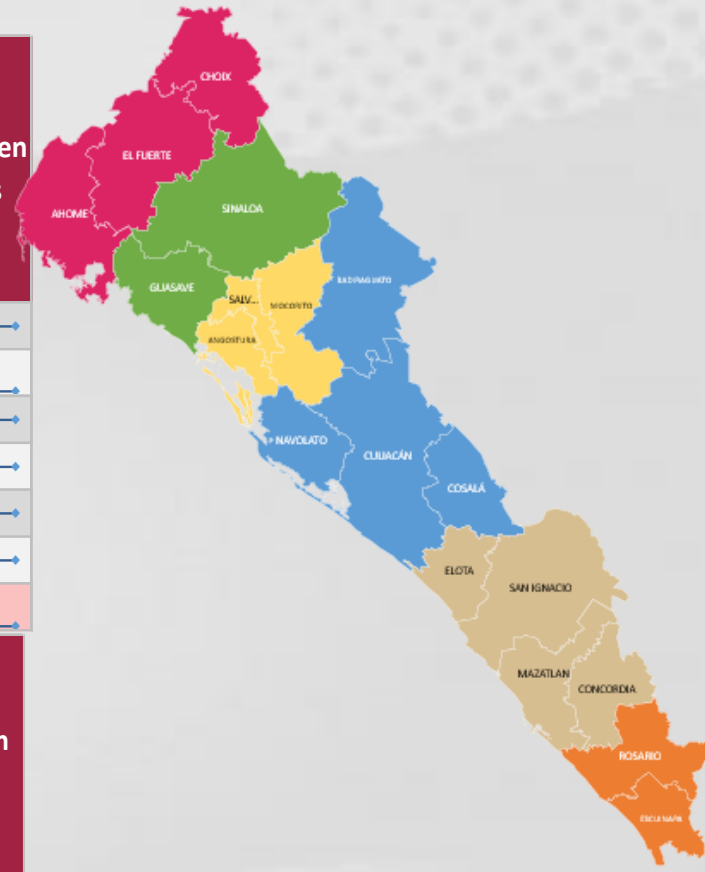 en
s
n
CHOIX
EL FUERTE
AHOME
SINALOA
GUASAVE
SALV...
MOCORITO
BADIRAGUATO
ANGOSTURA
NAVOLATO
CULIACÁN
COSALÁ
ELOTA
SAN IGNACIO
MAZATLAN
CONCORDIA
ROSARIO
ESCUINAPA